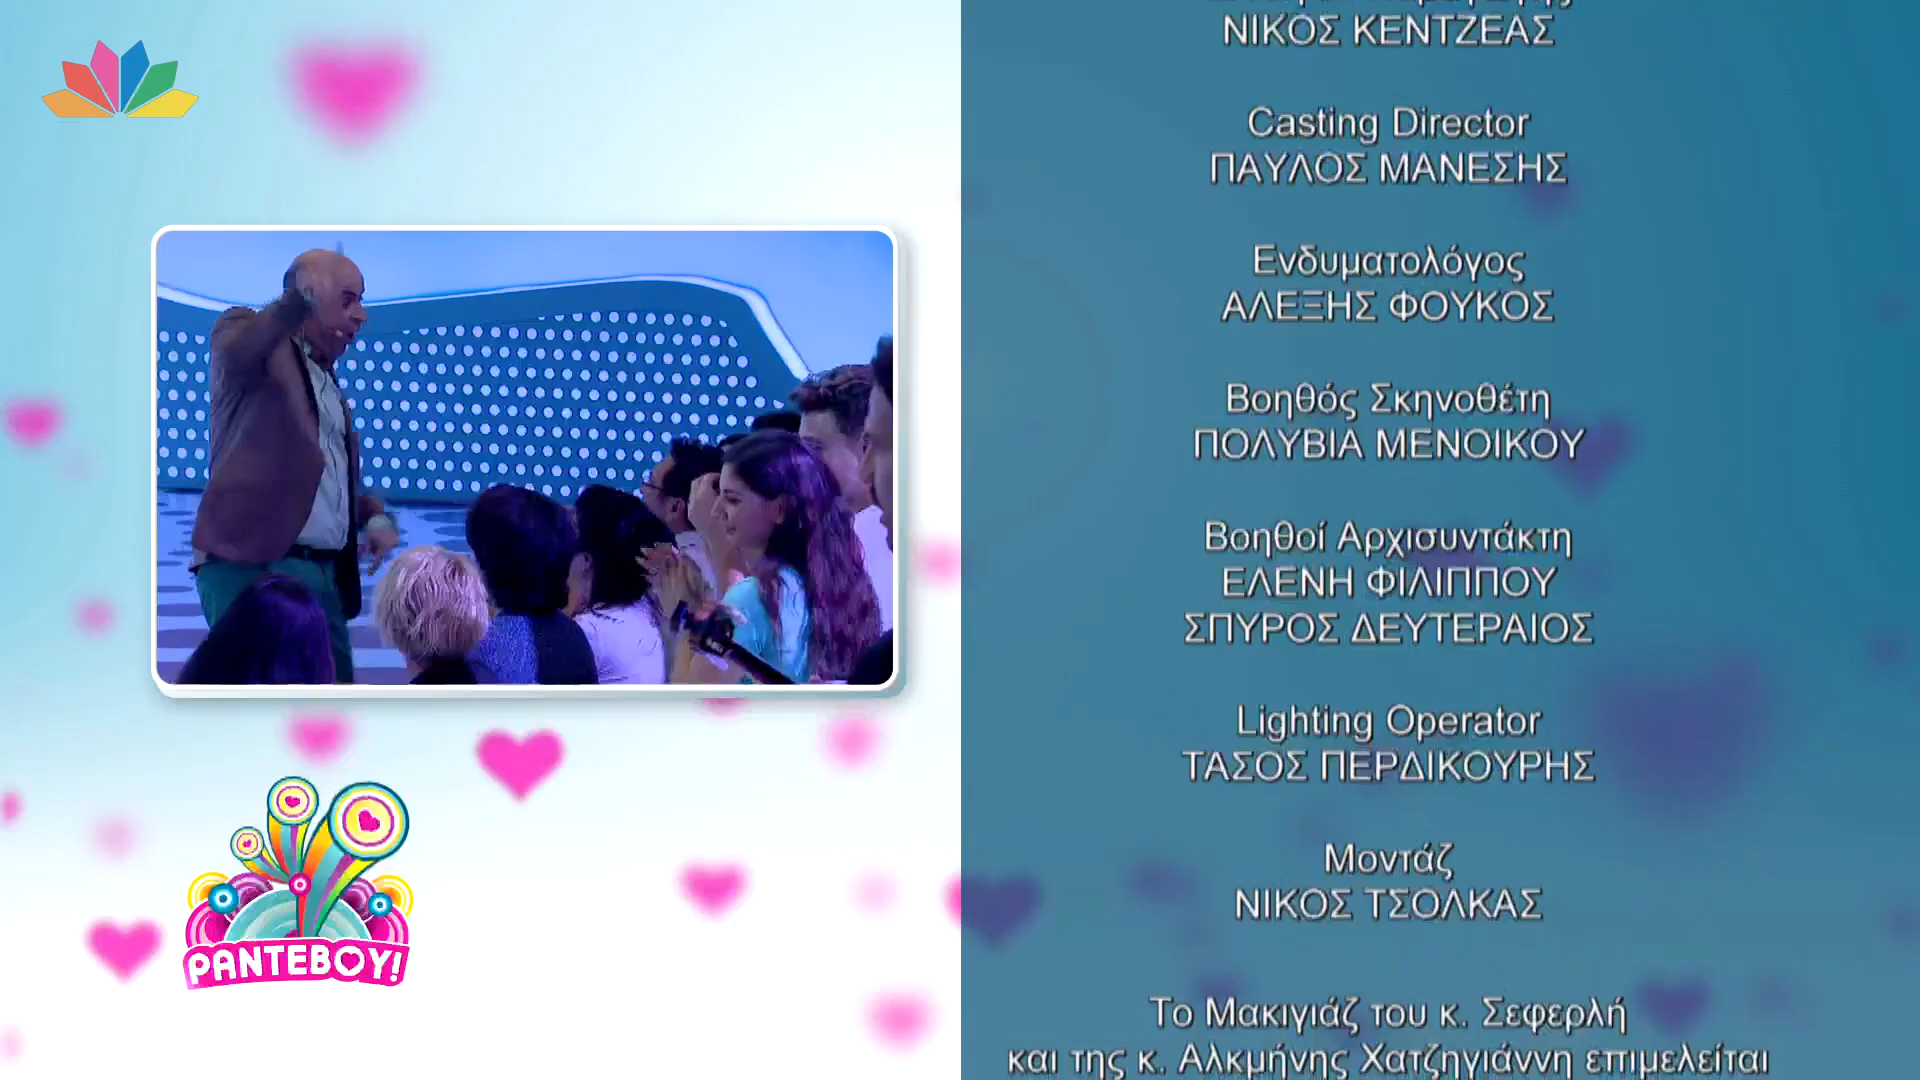 ΝΙΚΟΣ ΚΕΝΤΖΕΑΣ
Casting Director
ΠΑΥΛΟΣ ΜΑΝΕΣΗΣ
Ενδυματολόγος
ΑΛΕΞΗΣ ΦΟΥΚΟΣ
Βοηθός Σκηνοθέτη
ΠΟΛΥΒΙΑ ΜΕΝΟΙΚΟΥ
Βοηθοί Αρχισυντάκτη
ΕΛΕΝΗ ΦΙΛΙΠΠΟΥ
ΣΠΥΡΟΣ ΔΕΥΤΕΡΑΙΟΣ
Lighting Operator
ΤΑΣΟΣ ΠΕΡΔΙΚΟΥΡΗΣ
Μοντάζ
ΝΙΚΟΣ ΤΣΟΛΚΑΣ
Το Μακιγιάζ του κ. Σεφερλή
και της κ. Αλκμήνης Χατζηγιάννη επιμελείται
PANTEBOY!